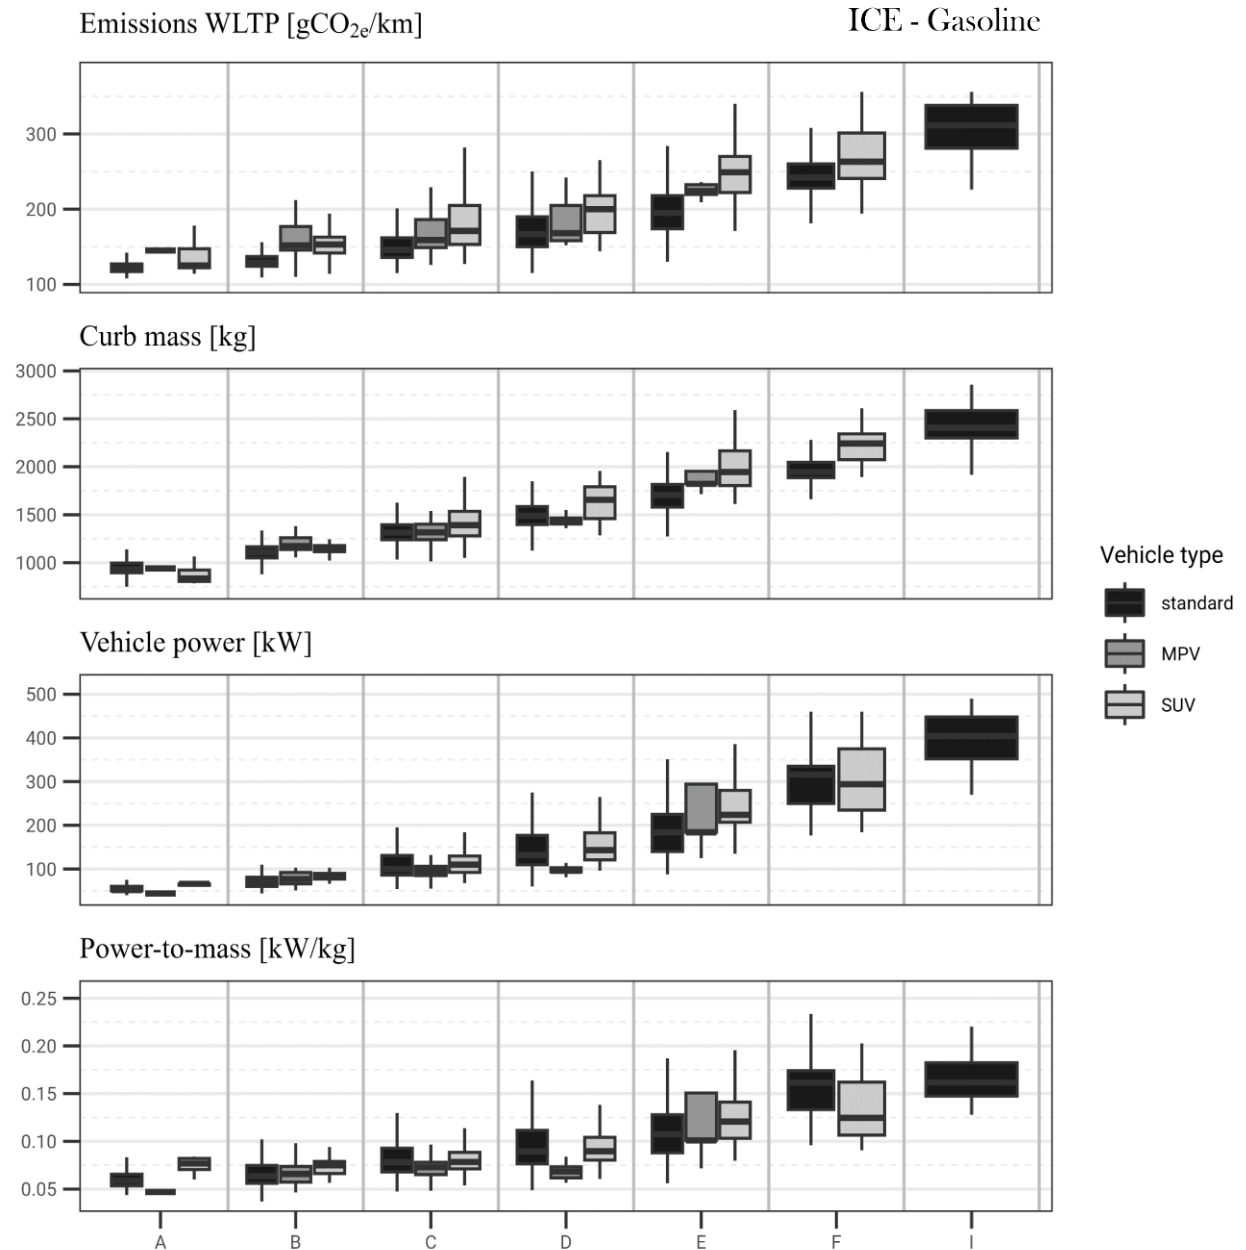 Emissions WLTP [gCO₂ₑ/km]
ICE - Gasoline
300
200
100
Curb mass [kg]
3000
2500
2000
1500
1000
Vehicle type
standard
MPV
SUV
Vehicle power [kW]
500
400
300
200
100
Power-to-mass [kW/kg]
0.25
0.20
0.15
0.10
0.05
A B C D E F I